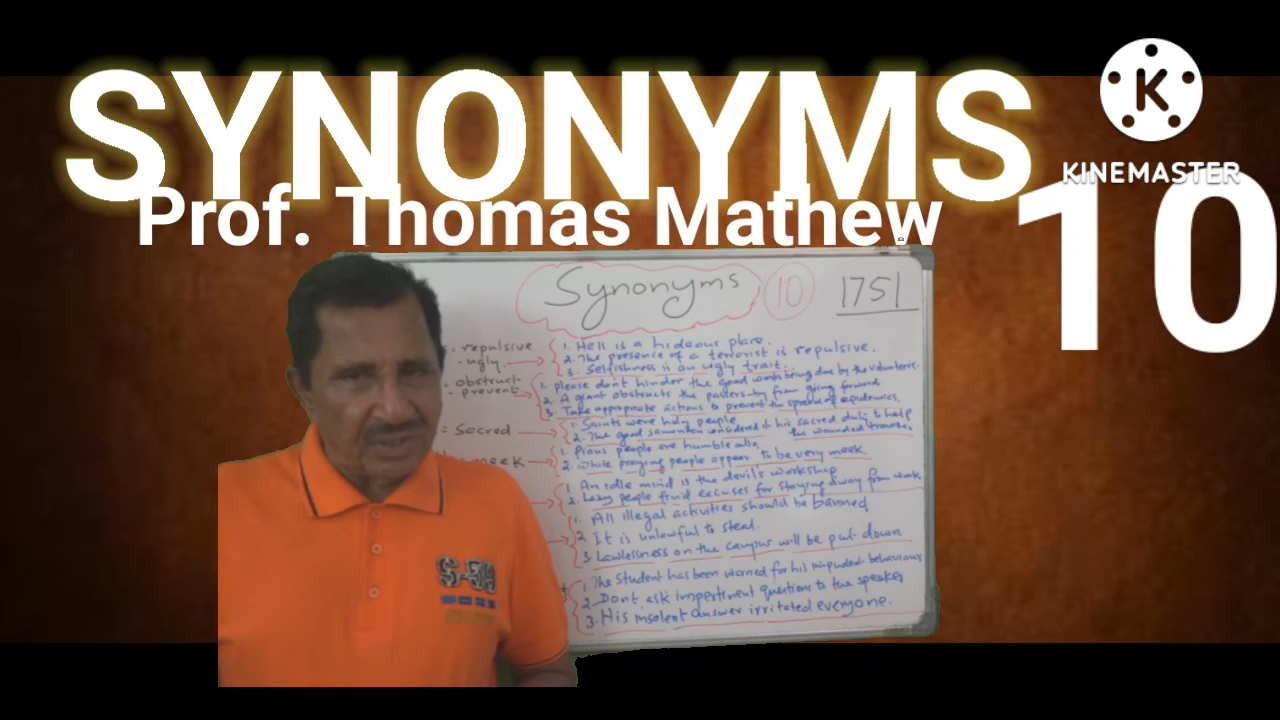 SYNONYMS
KINEMASTER
Prof. Thomas Mathew
10
Synonyms 10 1751
- repulsive
- ugly
1. Hell is a hideous place.
2. The presence of a terrorist is repulsive.
3. Selfishness is an ugly trait.
- obstruct
- prevent
1. please dont hinder the good works being done by the volunteers.
2. A giant obstructs the passers-by from going forward
3. Take appropriate actions to prevent the spread of epidemics.
= Sacred
1. Saints were holy people
2. The good samaritan considered it his sacred duty to help
the wounded
meek
1. Pious people are humble also.
2. While praying people appear to be very meek
1. An idle mind is the devil's workshop
2. Lazy people find excuses for staying away from work
1. All illegal activities should be banned
2. It is unlawful to steal.
3. Lawlessness on the campus will be put down
1. The student has been warned for his impudent behaviour
2. Dont ask impertinent questions to the speaker
3. His insolent answer irritated everyone.
S-599